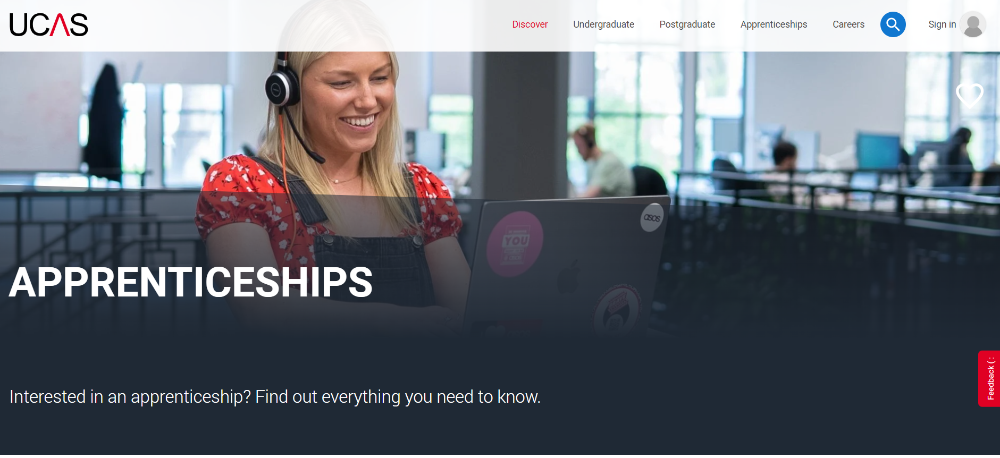 UCAS
Discover
Undergraduate
Postgraduate
Apprenticeships
Careers
Sign in
asos
YOU
APPRENTICESHIPS
Interested in an apprenticeship? Find out everything you need to know.
Feedback ( :